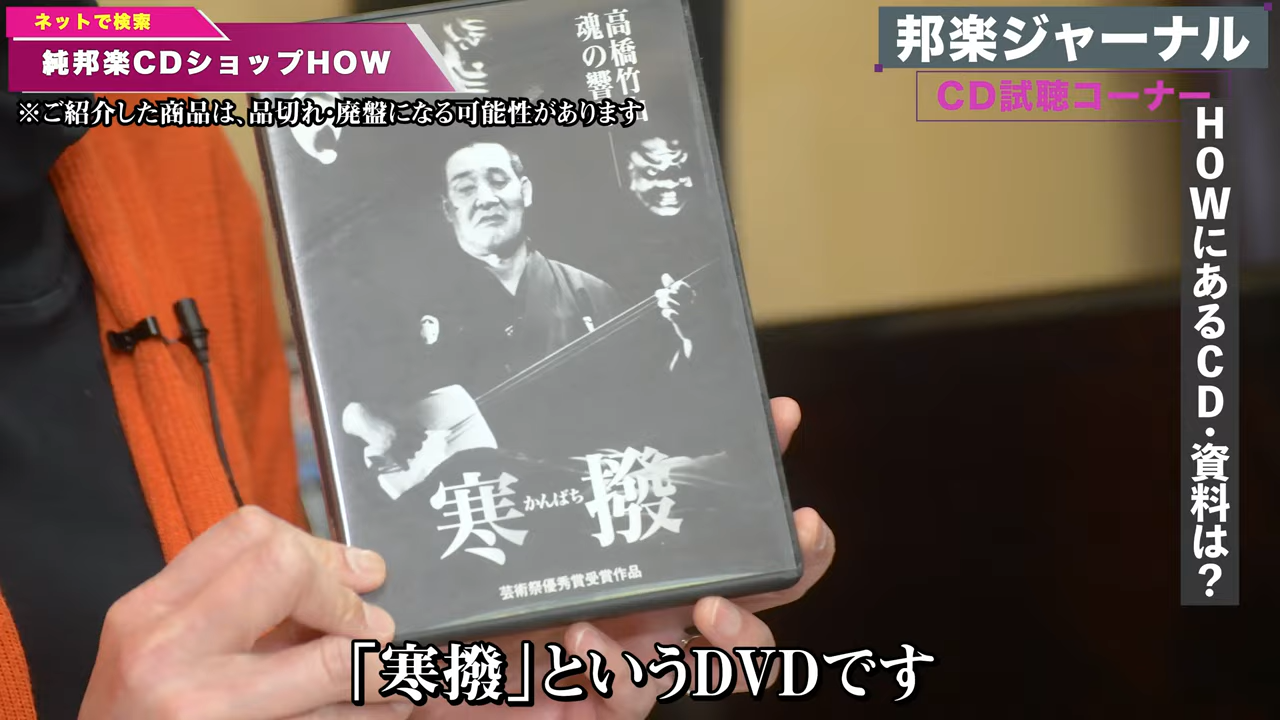 ネットで検索
純邦楽CDショップHOW
※ご紹介した商品は、品切れ・廃盤になる可能性があります
邦楽ジャーナル
CD試聴コーナー
HOWにあるCD・資料は?
高橋竹
魂の響
寒撥
かんばち
芸術祭優秀賞受賞作品
「寒撥」というDVDです